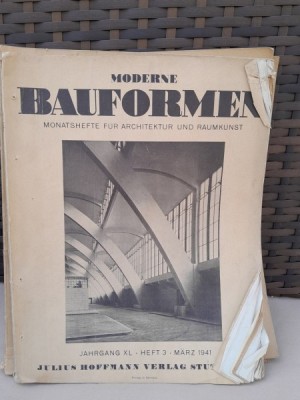 MODERNE
BAUFORMEN
MONATSHEFTE FÜR ARCHITEKTUR UND RAUMKUNST
JAHRGANG XL · HEFT 3 · MÄRZ 1941
JULIUS HOFFMANN VERLAG STU